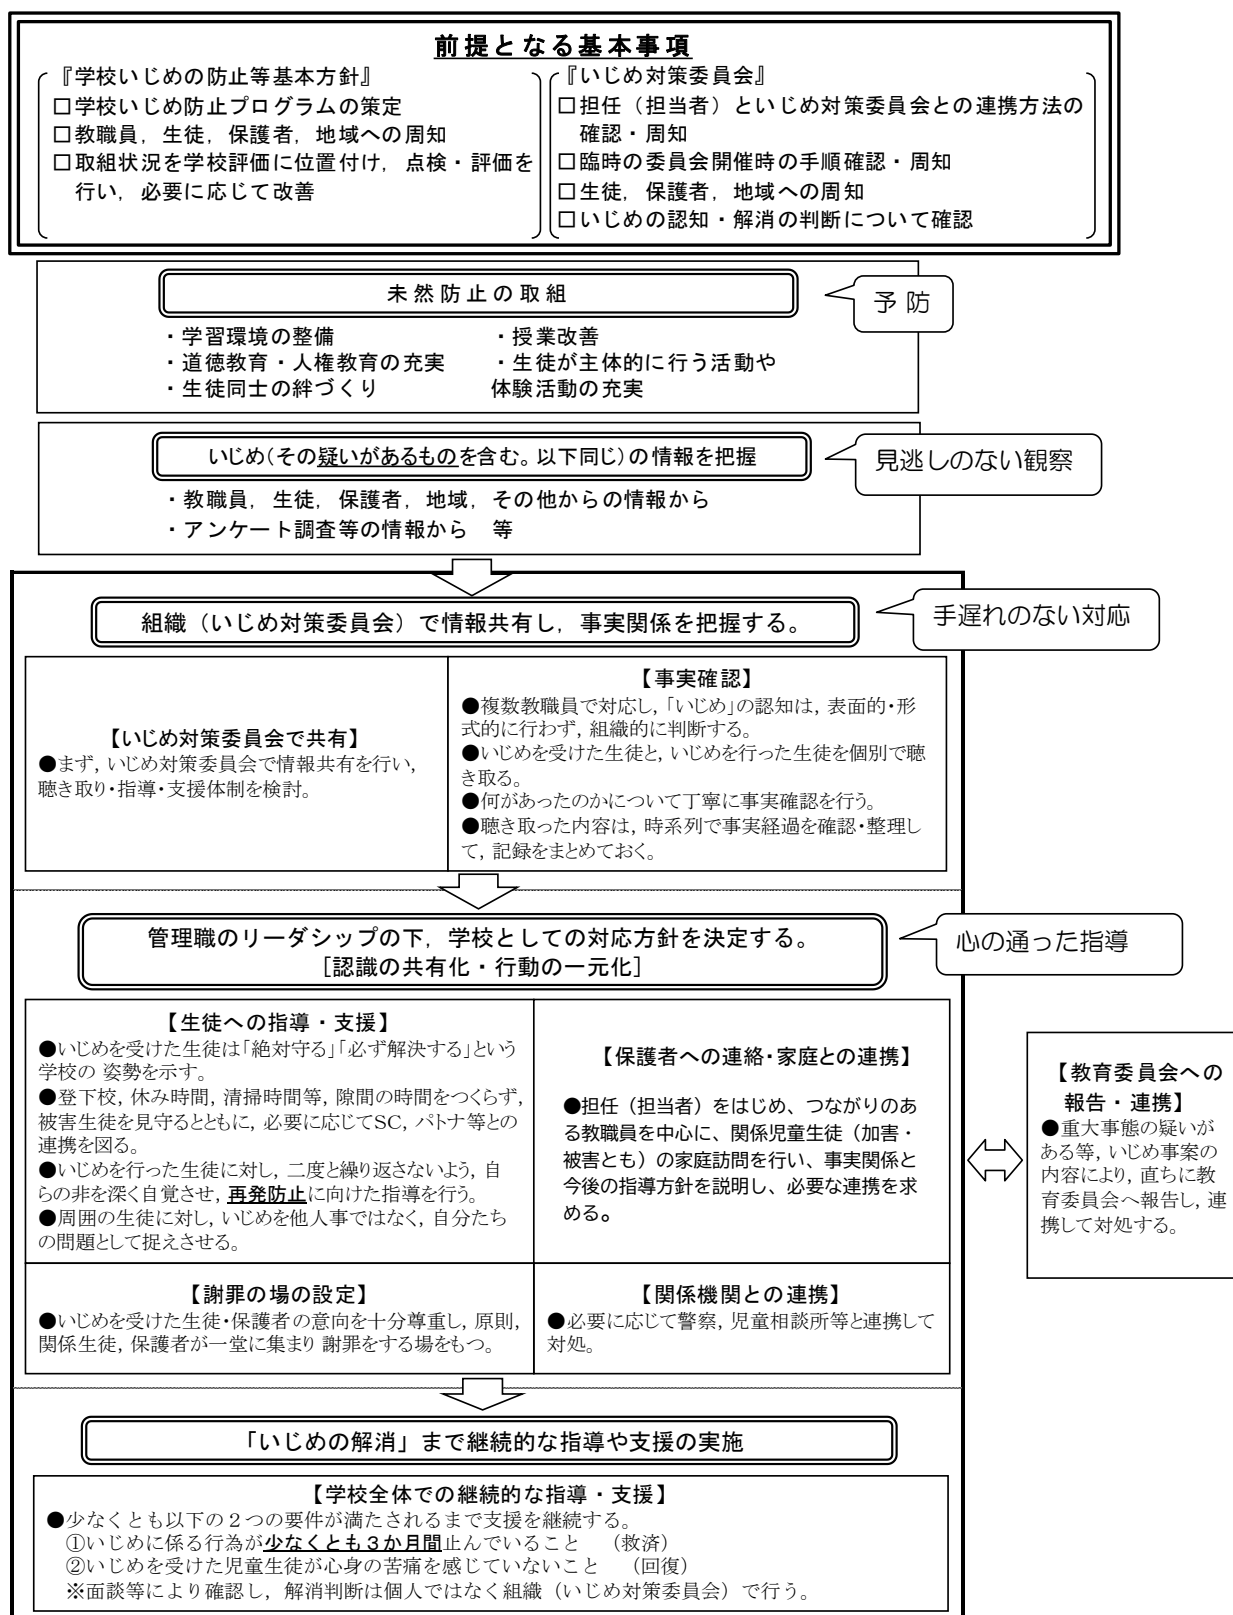 前提となる基本事項
『学校いじめの防止等基本方針』
□学校いじめ防止プログラムの策定
□教職員，生徒，保護者，地域への周知
□取組状況を学校評価に位置付け，点検・評価を
行い，必要に応じて改善
『いじめ対策委員会』
□担任（担当者）といじめ対策委員会との連携方法の
確認・周知
□臨時の委員会開催時の手順確認・周知
□生徒，保護者，地域への周知
□いじめの認知・解消の判断について確認
未然防止の取組
予防
・学習環境の整備
・道徳教育・人権教育の充実
・生徒同士の絆づくり
・授業改善
・生徒が主体的に行う活動や
体験活動の充実
いじめ（その疑いがあるものを含む。以下同じ）の情報を把握
見逃しのない観察
・教職員，生徒，保護者，地域，その他からの情報から
・アンケート調査等の情報から　等
組織（いじめ対策委員会）で情報共有し，事実関係を把握する。
手遅れのない対応
【いじめ対策委員会で共有】
●まず，いじめ対策委員会で情報共有を行い，
聴き取り・指導・支援体制を検討。
【事実確認】
●複数教職員で対応し，「いじめ」の認知は，表面的・形
式的に行わず，組織的に判断する。
●いじめを受けた生徒と，いじめを行った生徒を個別で聴
き取る。
●何があったのかについて丁寧に事実確認を行う。
●聴き取った内容は，時系列で事実経過を確認・整理し
て，記録をまとめておく。
管理職のリーダシップの下，学校としての対応方針を決定する。
［認識の共有化・行動の一元化］
心の通った指導
【生徒への指導・支援】
●いじめを受けた生徒は「絶対守る」「必ず解決する」という
学校の 姿勢を示す。
●登下校，休み時間，清掃時間等，隙間の時間をつくらず，
被害生徒を見守るとともに，必要に応じてSC，パトナ等との
連携を図る。
●いじめを行った生徒に対し，二度と繰り返さないよう，自
らの非を深く自覚させ，再発防止に向けた指導を行う。
●周囲の生徒に対し，いじめを他人事ではなく，自分たち
の問題として捉えさせる。
【保護者への連絡・家庭との連携】
●担任（担当者）をはじめ、つながりのあ
る教職員を中心に、関係児童生徒（加害・
被害とも）の家庭訪問を行い、事実関係と
今後の指導方針を説明し、必要な連携を求
める。
【教育委員会への
報告・連携】
●重大事態の疑いが
ある等，いじめ事案の
内容により，直ちに教
育委員会へ報告し，連
携して対処する。
【謝罪の場の設定】
●いじめを受けた生徒・保護者の意向を十分尊重し，原則，
関係生徒，保護者が一堂に集まり 謝罪をする場をもつ。
【関係機関との連携】
●必要に応じて警察，児童相談所等と連携して
対処。
「いじめの解消」まで継続的な指導や支援の実施
【学校全体での継続的な指導・支援】
●少なくとも以下の２つの要件が満たされるまで支援を継続する。
①いじめに係る行為が少なくとも３か月間止んでいること　（救済）
②いじめを受けた児童生徒が心身の苦痛を感じていないこと　（回復）
※面談等により確認し，解消判断は個人ではなく組織（いじめ対策委員会）で行う。